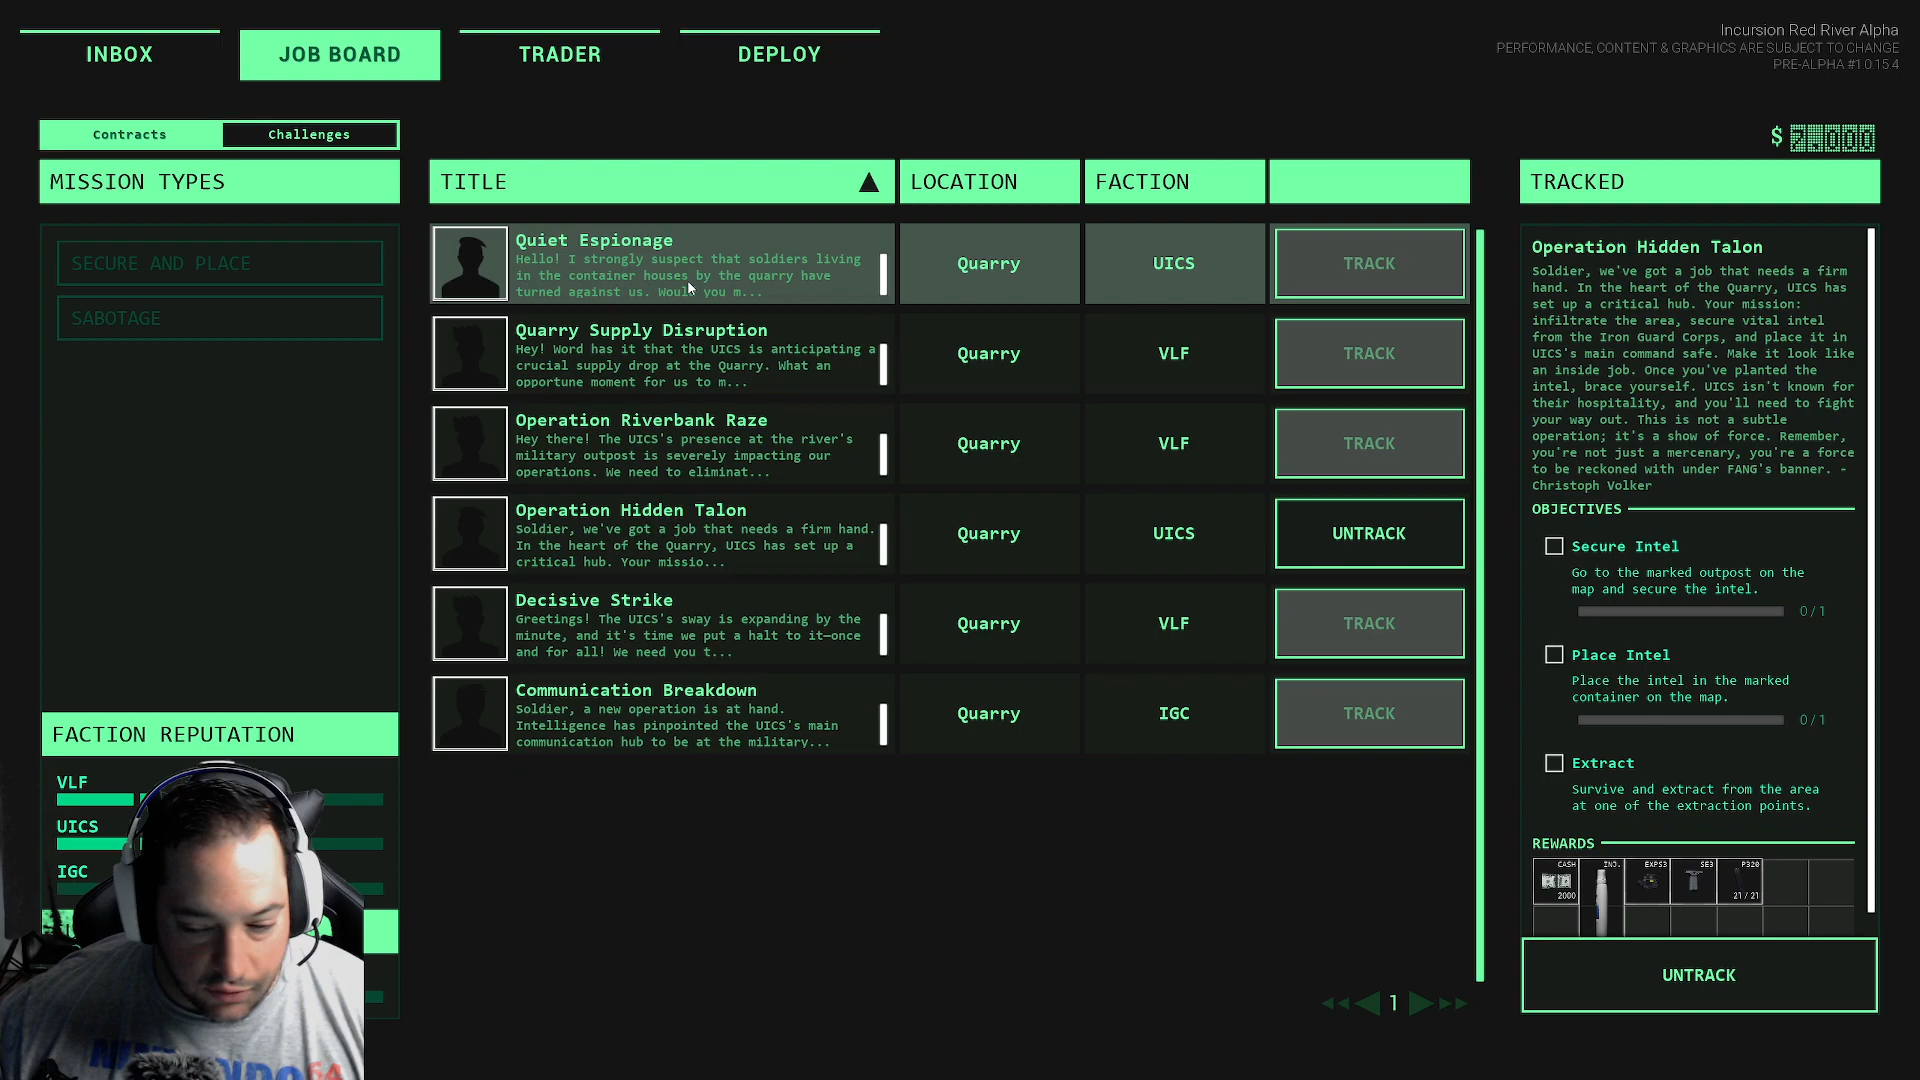 INBOX
JOB BOARD
TRADER
DEPLOY
Incursion Red River Alpha
PERFORMANCE, CONTENT & GRAPHICS ARE SUBJECT TO CHANGE
PRE-ALPHA #1.0.15.4
Contracts
Challenges
$
MISSION TYPES
TITLE
LOCATION
FACTION
TRACKED
SECURE AND PLACE
SABOTAGE
Quiet Espionage
Hello! I strongly suspect that soldiers living
in the container houses by the quarry have
turned against us. Would you m...
Quarry
UICS
TRACK
Quarry Supply Disruption
Hey! Word has it that the UICS is anticipating a
crucial supply drop at the Quarry. What an
opportune moment for us to m...
Quarry
VLF
TRACK
Operation Riverbank Raze
Hey there! The UICS's presence at the river's
military outpost is severely impacting our
operations. We need to eliminat...
Quarry
VLF
TRACK
Operation Hidden Talon
Soldier, we've got a job that needs a firm hand.
In the heart of the Quarry, UICS has set up a
critical hub. Your missio...
Quarry
UICS
UNTRACK
Decisive Strike
Greetings! The UICS's sway is expanding by the
minute, and it's time we put a halt to it—once
and for all! We need you t...
Quarry
VLF
TRACK
Communication Breakdown
Soldier, a new operation is at hand.
Intelligence has pinpointed the UICS's main
communication hub to be at the military...
Quarry
IGC
TRACK
1
FACTION REPUTATION
VLF
UICS
IGC
Operation Hidden Talon
Soldier, we've got a job that needs a firm
hand. In the heart of the Quarry, UICS has
set up a critical hub. Your mission:
infiltrate the area, secure vital intel
from the Iron Guard Corps, and place it in
UICS's main command safe. Make it look like
an inside job. Once you've planted the
intel, brace yourself. UICS isn't known for
their hospitality, and you'll need to fight
your way out. This is not a subtle
operation; it's a show of force. Remember,
you're not just a mercenary, you're a force
to be reckoned with under FANG's banner. -
Christoph Volker
OBJECTIVES
Secure Intel
Go to the marked outpost on the
map and secure the intel.
0/1
Place Intel
Place the intel in the marked
container on the map.
0/1
Extract
Survive and extract from the area
at one of the extraction points.
REWARDS
CASH
2000
INJ.
EXPS3
SE3
P320
21/21
UNTRACK